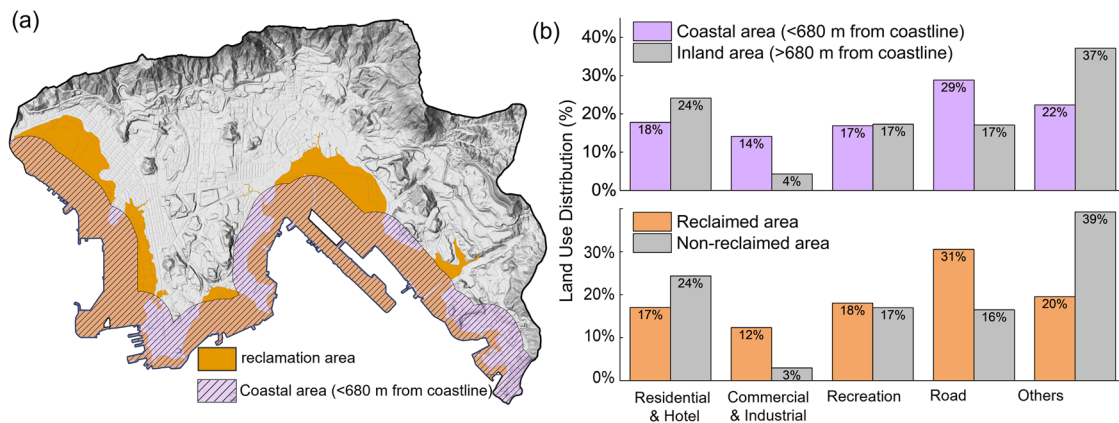 (a)
reclamation area
Coastal area (<680 m from coastline)
(b)
Land Use Distribution (%)
40%
30%
20%
10%
0%
Coastal area (<680 m from coastline)
Inland area (>680 m from coastline)
18%
24%
14%
4%
17%
17%
29%
17%
22%
37%
30%
20%
10%
0%
Reclaimed area
Non-reclaimed area
17%
24%
12%
3%
18%
17%
31%
16%
20%
39%
Residential
& Hotel
Commercial
& Industrial
Recreation
Road
Others